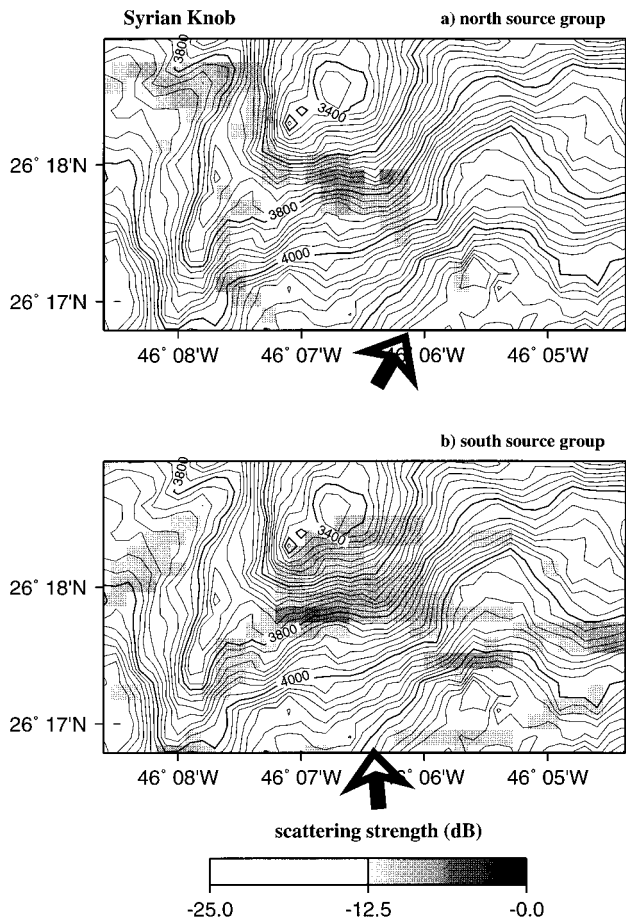 Syrian Knob
a) north source group
3800
3400
26° 18'N
3800
4000
26° 17'N
46° 08'W 46° 07'W 46° 06'W 46° 05'W
b) south source group
3800
3400
26° 18'N
3800
4000
26° 17'N
46° 08'W 46° 07'W 46° 06'W 46° 05'W
scattering strength (dB)
-25.0 -12.5 -0.0